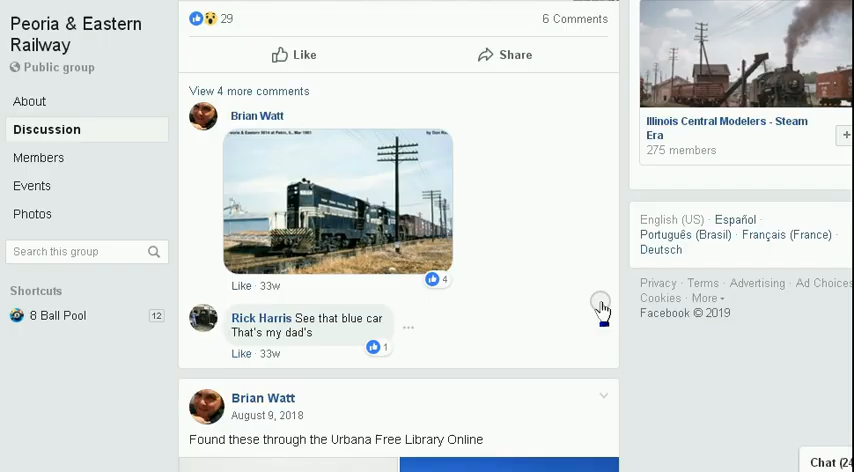 Peoria & Eastern
Railway
Public group
About
Discussion
Members
Events
Photos
Search this group
Shortcuts
8 Ball Pool 12
29
6 Comments
Like Share
View 4 more comments
Brian Watt
Like · 33w
4
Rick Harris See that blue car
That's my dad's
Like · 33w
1
Brian Watt
August 9, 2018
Found these through the Urbana Free Library Online
Illinois Central Modelers - Steam
Era
275 members
English (US) · Español ·
Português (Brasil) · Français (France) ·
Deutsch
Privacy · Terms · Advertising · Ad Choices
Cookies · More
Facebook © 2019
Chat (24